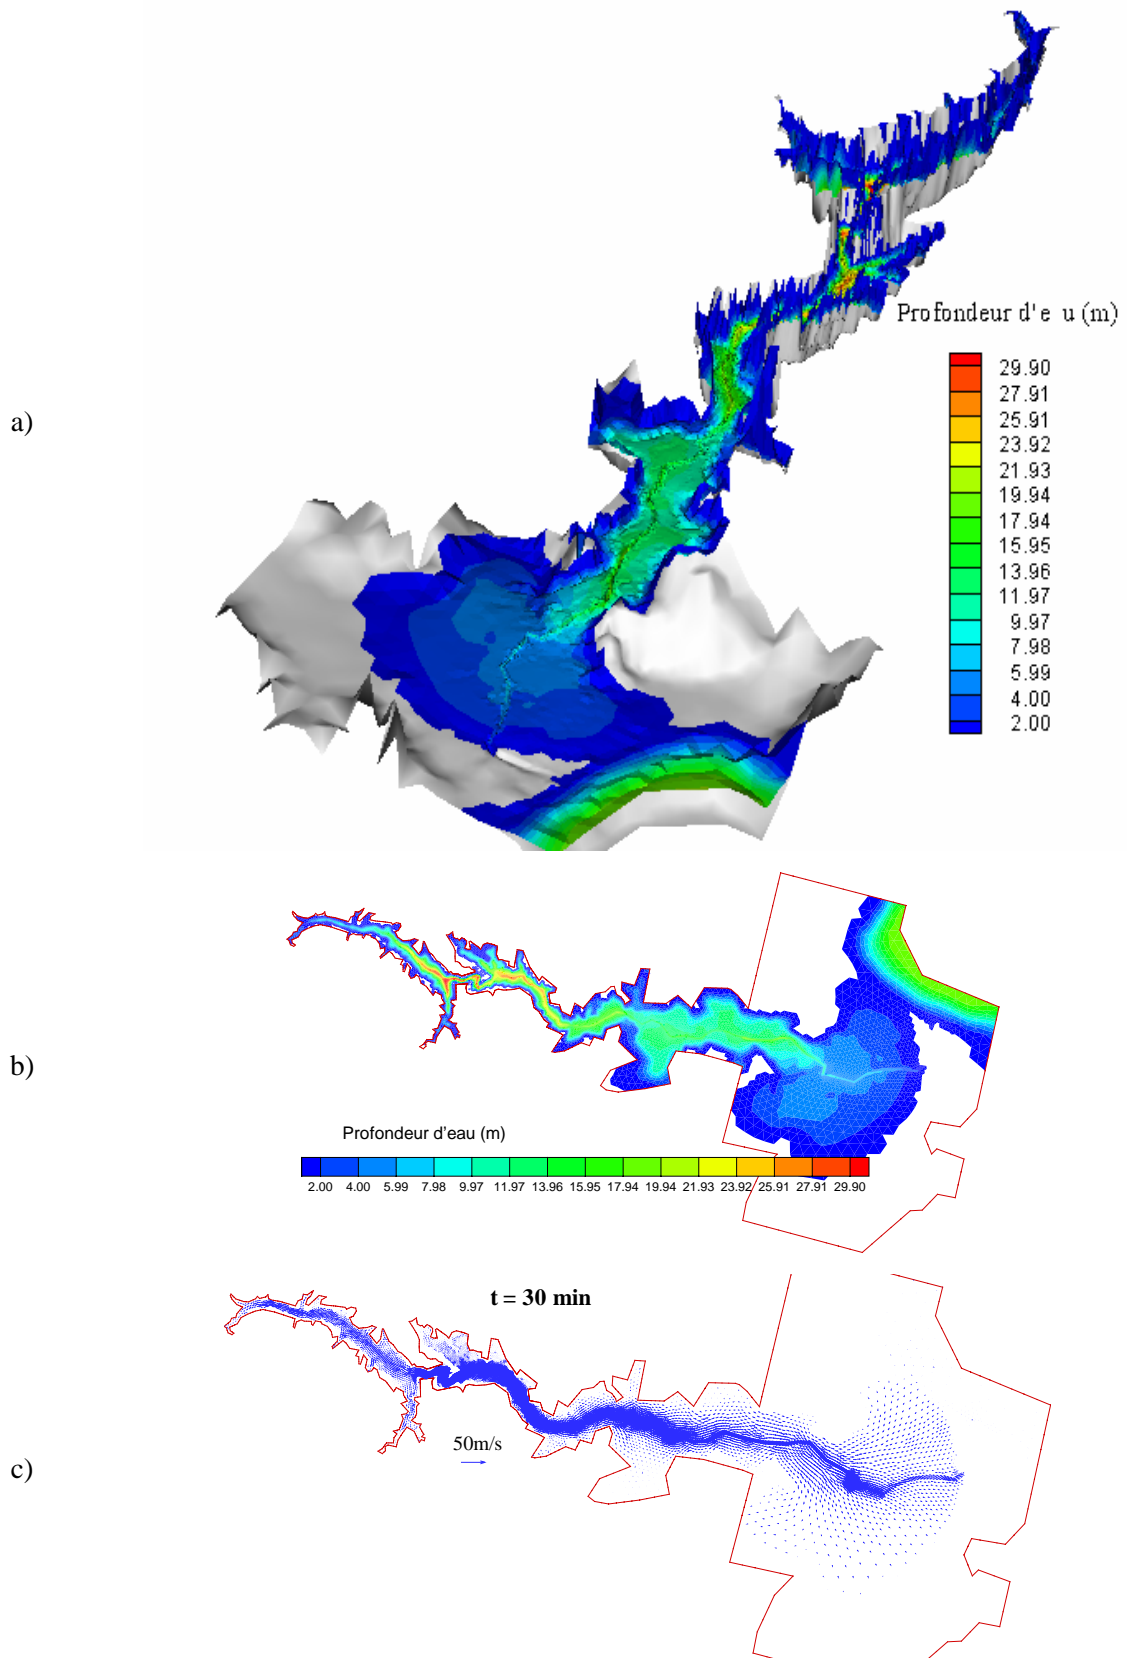 Profondeur d'e u (m)
29.90
27.91
25.91
23.92
21.93
19.94
17.94
15.95
13.96
11.97
9.97
7.98
5.99
4.00
2.00
a)
b)
Profondeur d'eau (m)
2.00 4.00 5.99 7.98 9.97 11.97 13.96 15.95 17.94 19.94 21.93 23.92 25.91 27.91 29.90
t = 30 min
50m/s
c)